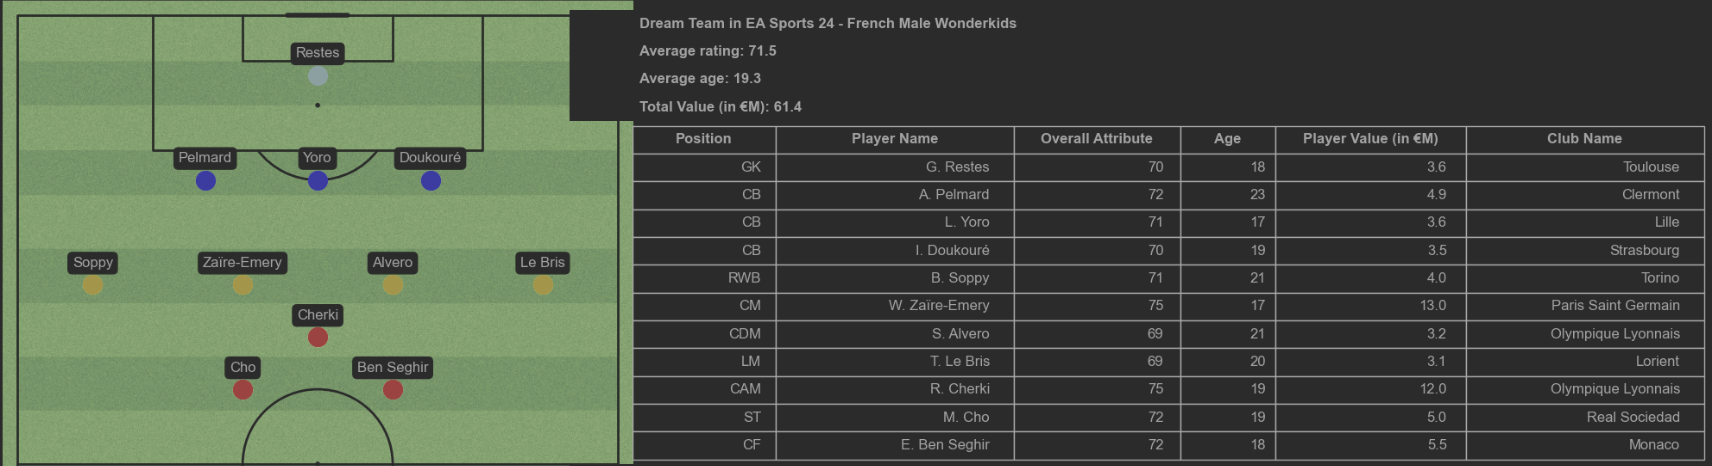 Restes
Pelmard Yoro Doukouré
Soppy Zaïre-Emery Alvero Le Bris
Cherki
Cho Ben Seghir
Dream Team in EA Sports 24 - French Male Wonderkids
Average rating: 71.5
Average age: 19.3
Total Value (in €M): 61.4
Position Player Name Overall Attribute Age Player Value (in €M) Club Name
GK G. Restes 70 18 3.6 Toulouse
CB A. Pelmard 72 23 4.9 Clermont
CB L. Yoro 71 17 3.6 Lille
CB I. Doukouré 70 19 3.5 Strasbourg
RWB B. Soppy 71 21 4.0 Torino
CM W. Zaïre-Emery 75 17 13.0 Paris Saint Germain
CDM S. Alvero 69 21 3.2 Olympique Lyonnais
LM T. Le Bris 69 20 3.1 Lorient
CAM R. Cherki 75 19 12.0 Olympique Lyonnais
ST M. Cho 72 19 5.0 Real Sociedad
CF E. Ben Seghir 72 18 5.5 Monaco